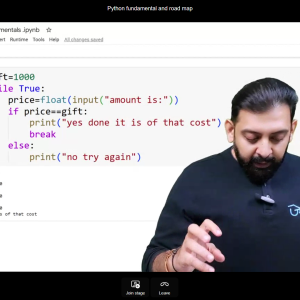 Python fundamental and road map
mentals .ipynb
Runtime Tools Help All changes saved
ft=1000
le True:
price=float(input("amount is:"))
if price==gift:
print("yes done it is of that cost")
break
else:
print("no try again")
s of that cost
Join stage Leave